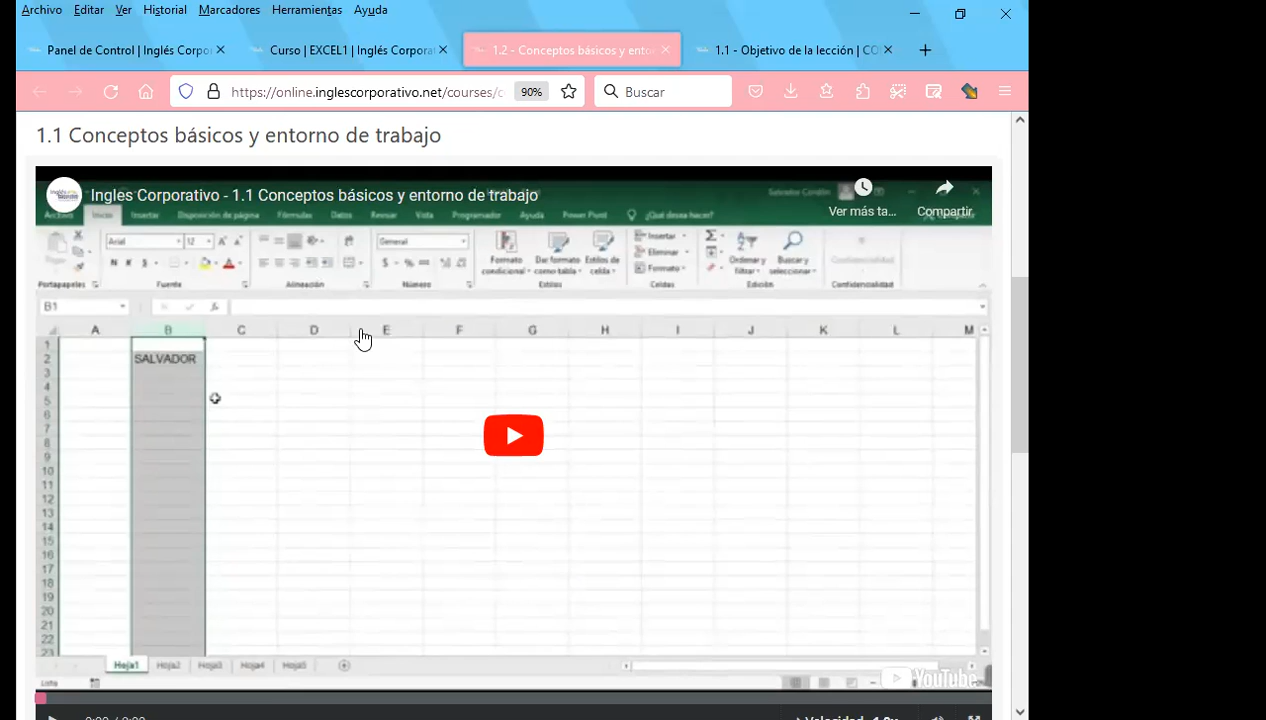 Archivo Editar Ver Historial Marcadores Herramientas Ayuda
Panel de Control | Inglés Corpo Curso | EXCEL1 | Inglés Corpora 1.2 - Conceptos básicos y ento 1.1 - Objetivo de la lección | CO
https://online.inglescorporativo.net/courses/c 90% Buscar
1.1 Conceptos básicos y entorno de trabajo
Ingles Corporativo - 1.1 Conceptos básicos y entorno de trabajo
Ver más ta... Compartir
Archivo Inicio Insertar Disposición de página Fórmulas Datos Revisar Vista Programador Ayuda Power Pivot ¿Qué desea hacer?
Arial 12 General Insertar
Eliminar
Formato
N K S
Formato condicional Dar formato como tabla Estilos de celda Ordenar y filtrar Buscar y seleccionar Confidencialidad
Portapapeles Fuente Alineación Número Estilos Celdas Edición Confidencialidad
B1
A B C D E F G H I J K L M
1
2 SALVADOR
3
4
5
6
7
8
9
10
11
12
13
14
15
16
17
18
19
20
21
22
23
Hoja1 Hoja2 Hoja3 Hoja4 Hoja5
Listo YouTube